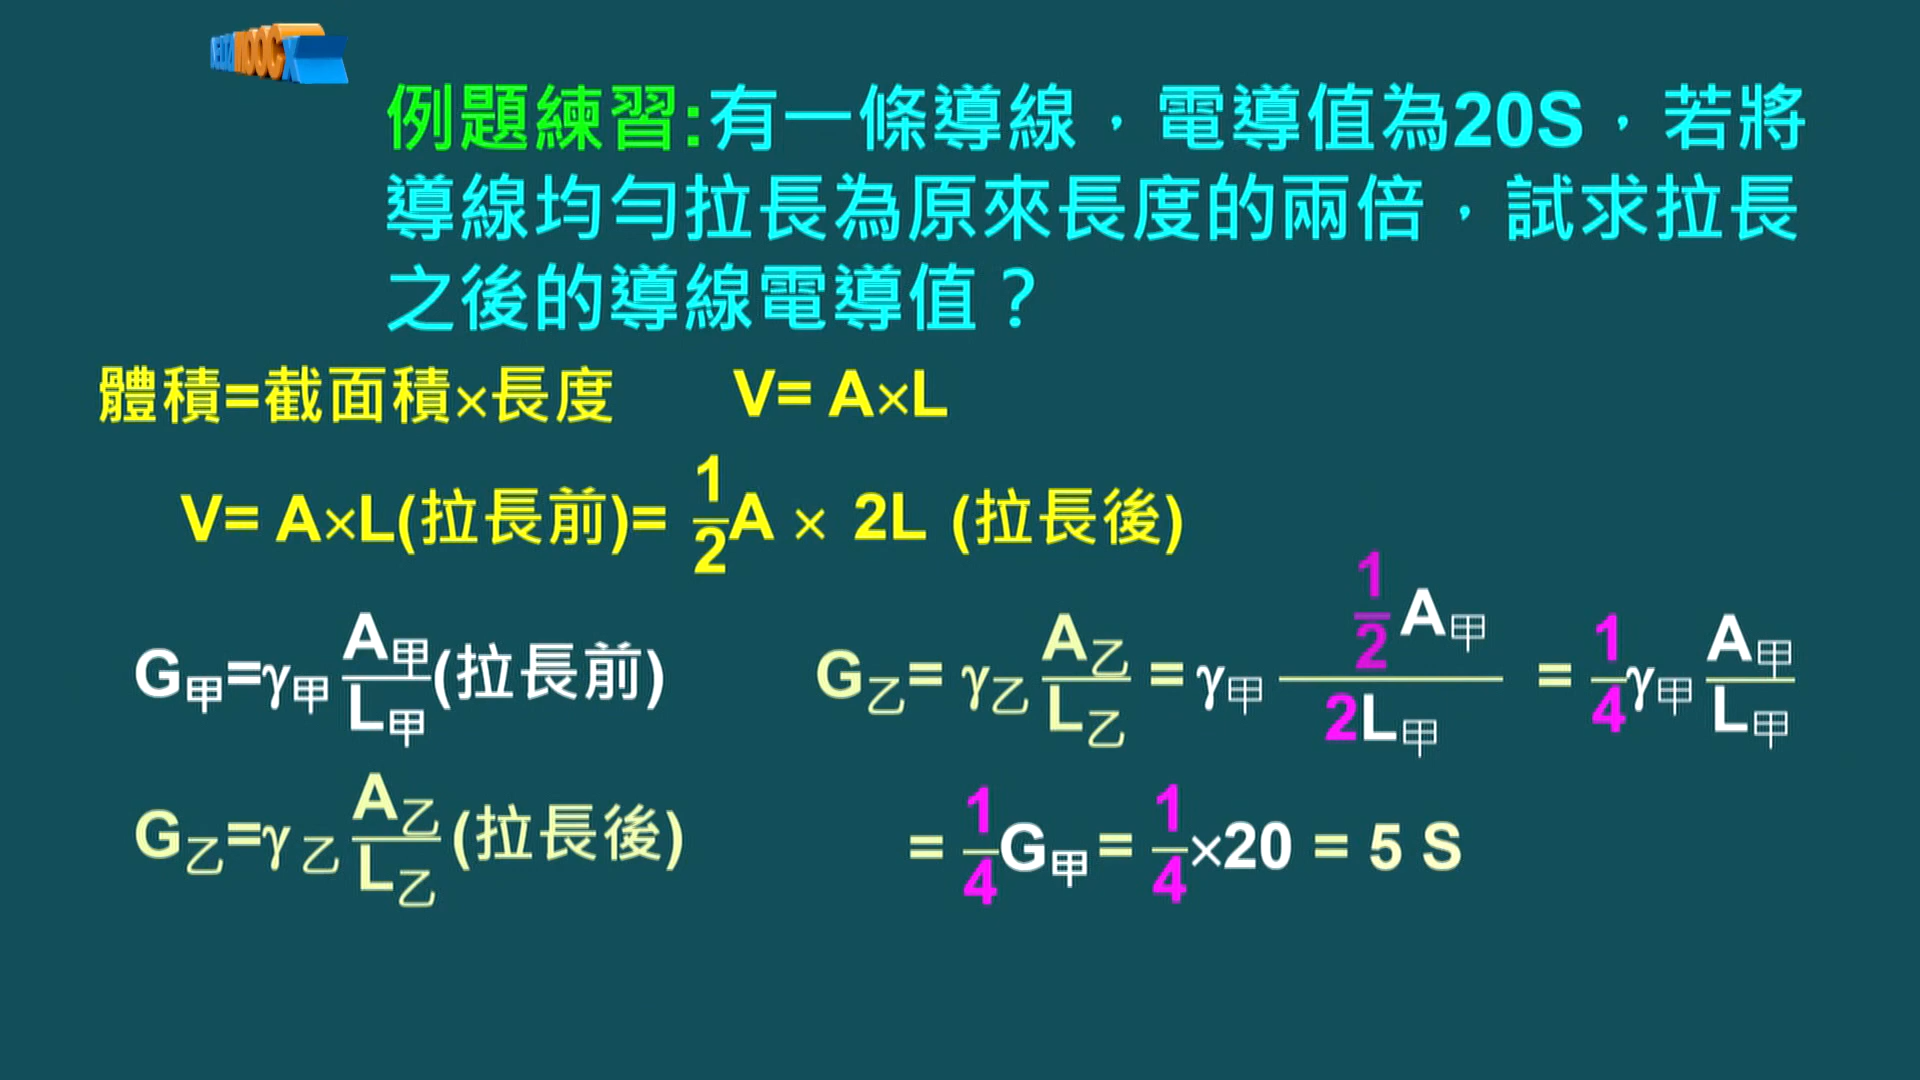 例題練習:有一條導線，電導值為20S，若將
導線均勻拉長為原來長度的兩倍，試求拉長
之後的導線電導值？
體積=截面積×長度 V= A×L
V= A×L(拉長前)= 1/2 A × 2L (拉長後)
G甲=γ甲 A甲/L甲 (拉長前) G乙= γ乙 A乙/L乙 = γ甲 (1/2 A甲)/(2L甲) = 1/4 γ甲 A甲/L甲
G乙=γ乙 A乙/L乙 (拉長後) = 1/4 G甲 = 1/4 ×20 = 5 S